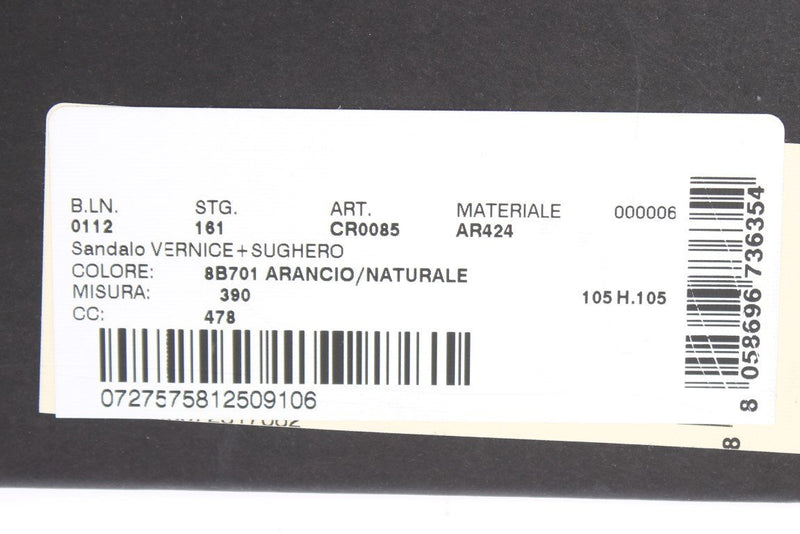 B.LN. STG. ART. MATERIALE 000006
0112 161 CR0085 AR424
Sandalo VERNICE+SUGHERO
COLORE: 8B701 ARANCIO/NATURALE
MISURA: 390
105 H.105
CC: 478
0727575812509106
8 058696 736354
8